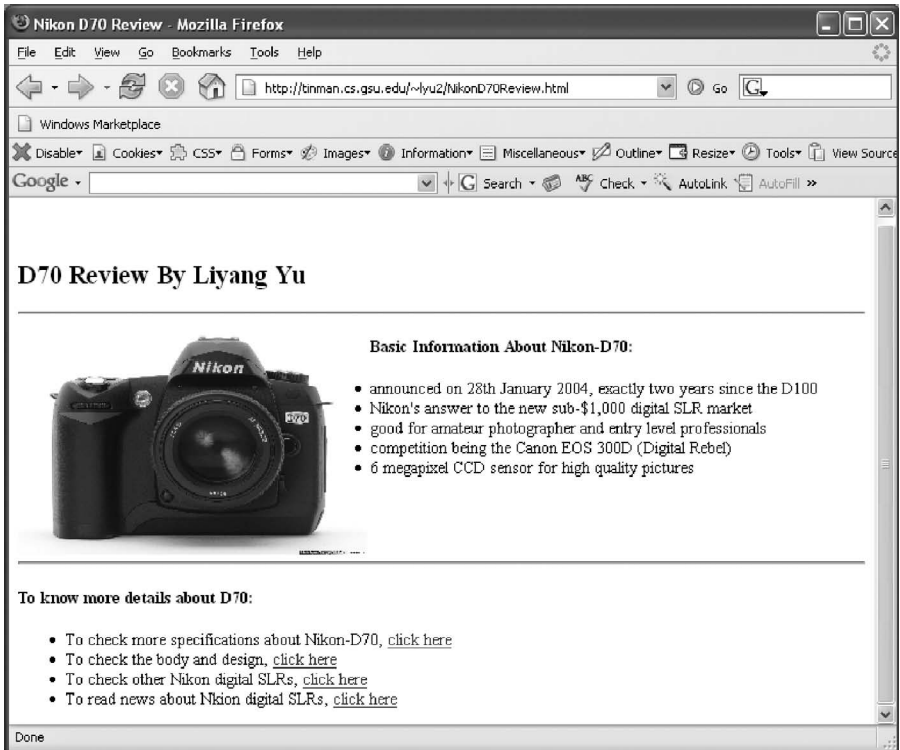 Nikon D70 Review - Mozilla Firefox
File Edit View Go Bookmarks Tools Help
http://tinman.cs.gsu.edu/~lyu2/NikonD70Review.html Go G
Windows Marketplace
Disable Cookies CSS Forms Images Information Miscellaneous Outline Resize Tools View Source
Google G Search ABC Check AutoLink AutoFill »
D70 Review By Liyang Yu
Nikon
D70
Basic Information About Nikon-D70:
• announced on 28th January 2004, exactly two years since the D100
• Nikon's answer to the new sub-$1,000 digital SLR market
• good for amateur photographer and entry level professionals
• competition being the Canon EOS 300D (Digital Rebel)
• 6 megapixel CCD sensor for high quality pictures
To know more details about D70:
• To check more specifications about Nikon-D70, click here
• To check the body and design, click here
• To check other Nikon digital SLRs, click here
• To read news about Nkion digital SLRs, click here
Done